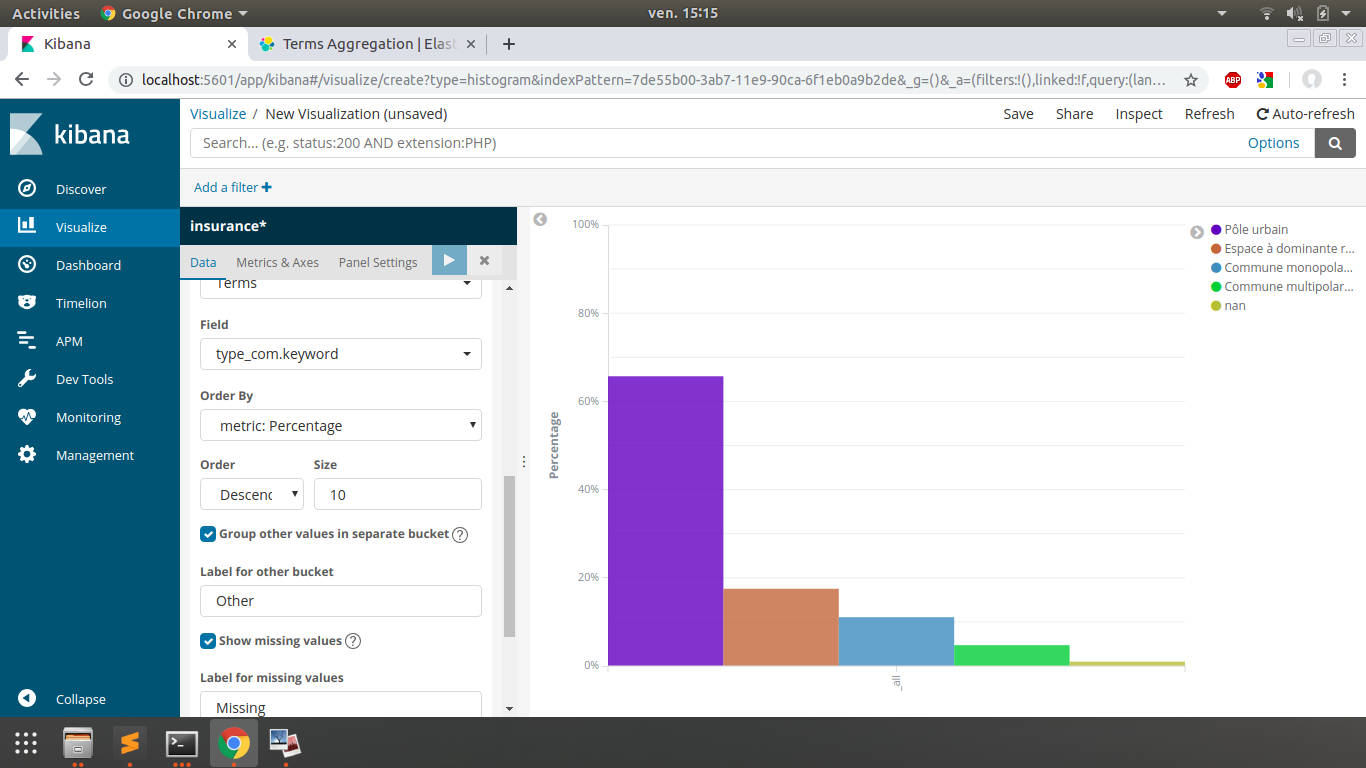 Activities
Google Chrome
ven. 15:15
Kibana
Terms Aggregation | Elast
localhost:5601/app/kibana#/visualize/create?type=histogram&indexPattern=7de55b00-3ab7-11e9-90ca-6f1eb0a9b2de&_g=()&_a=(filters:!(),linked:!f,query:(lan...
ABP
kibana
Discover
Visualize
Dashboard
Timelion
APM
Dev Tools
Monitoring
Management
Collapse
Visualize / New Visualization (unsaved)
Save
Share
Inspect
Refresh
Auto-refresh
Search... (e.g. status:200 AND extension:PHP)
Options
Add a filter
insurance*
Data
Metrics & Axes
Panel Settings
Terms
Field
type_com.keyword
Order By
metric: Percentage
Order
Size
Descenc
10
Group other values in separate bucket
Label for other bucket
Other
Show missing values
Label for missing values
Missing
Percentage
100%
80%
60%
40%
20%
0%
_all
Pôle urbain
Espace à dominante r...
Commune monopola...
Commune multipolar...
nan